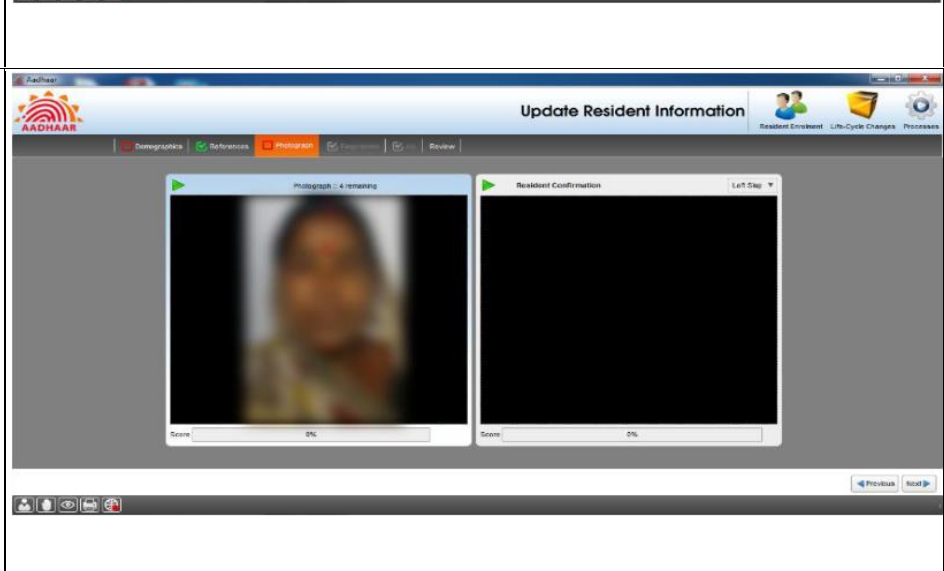 Aadhaar
AADHAAR
Update Resident Information
Resident Enrolment
Life-Cycle Changes
Processes
Demographics
References
Photograph
Fingerprints
Review
Photograph :: 4 remaining
Resident Confirmation
Left Slap
Score
0%
Score
0%
Previous
Next